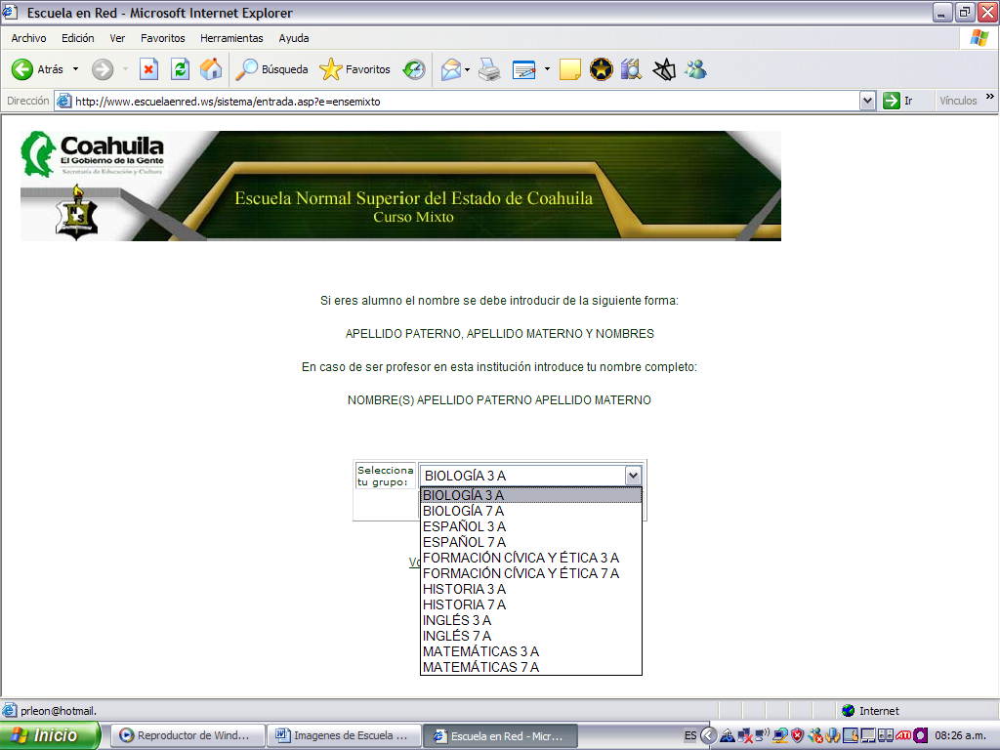 Escuela en Red - Microsoft Internet Explorer
Archivo Edición Ver Favoritos Herramientas Ayuda
Atrás Búsqueda Favoritos
Dirección http://www.escuelaenred.ws/sistema/entrada.asp?e=ensemixto Ir Vínculos »
Coahuila
El Gobierno de la Gente
Secretaría de Educación y Cultura
Escuela Normal Superior del Estado de Coahuila
Curso Mixto
Si eres alumno el nombre se debe introducir de la siguiente forma:
APELLIDO PATERNO, APELLIDO MATERNO Y NOMBRES
En caso de ser profesor en esta institución introduce tu nombre completo:
NOMBRE(S) APELLIDO PATERNO APELLIDO MATERNO
Selecciona
tu grupo:
BIOLOGÍA 3 A
BIOLOGÍA 3 A
BIOLOGÍA 7 A
ESPAÑOL 3 A
ESPAÑOL 7 A
FORMACIÓN CÍVICA Y ÉTICA 3 A
FORMACIÓN CÍVICA Y ÉTICA 7 A
HISTORIA 3 A
HISTORIA 7 A
INGLÉS 3 A
INGLÉS 7 A
MATEMÁTICAS 3 A
MATEMÁTICAS 7 A
prleon@hotmail. Internet
Inicio Reproductor de Wind... Imagenes de Escuela ... Escuela en Red - Micr... ES 08:26 a.m.